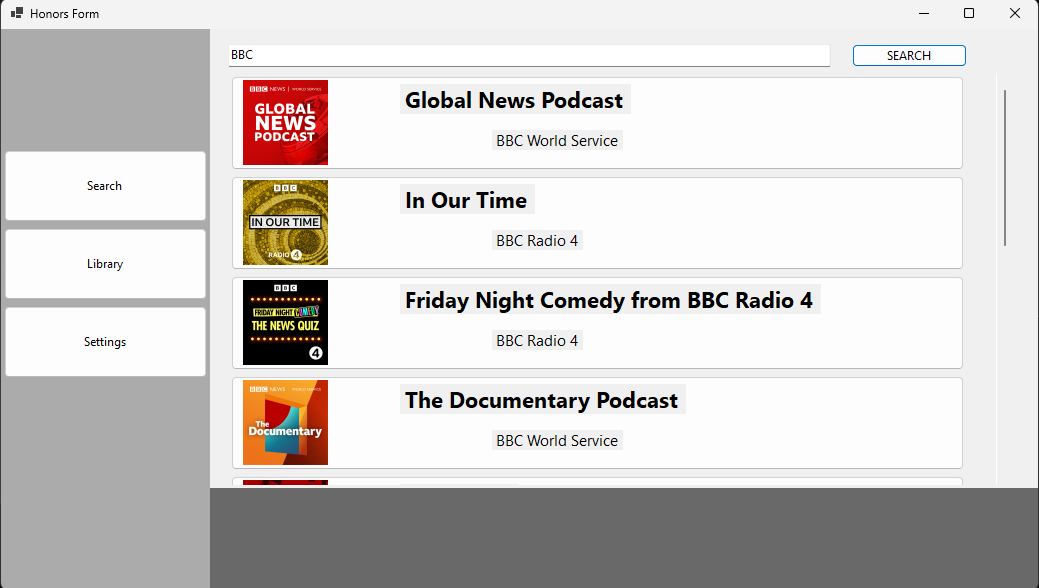 Honors Form
BBC
SEARCH
Search
Library
Settings
BBC NEWS | WORLD SERVICE
GLOBAL
NEWS
PODCAST
Global News Podcast
BBC World Service
BBC
IN OUR TIME
RADIO 4
In Our Time
BBC Radio 4
BBC
FRIDAY NIGHT COMEDY
THE NEWS QUIZ
4
Friday Night Comedy from BBC Radio 4
BBC Radio 4
BBC NEWS WORLD SERVICE
The
Documentary
The Documentary Podcast
BBC World Service